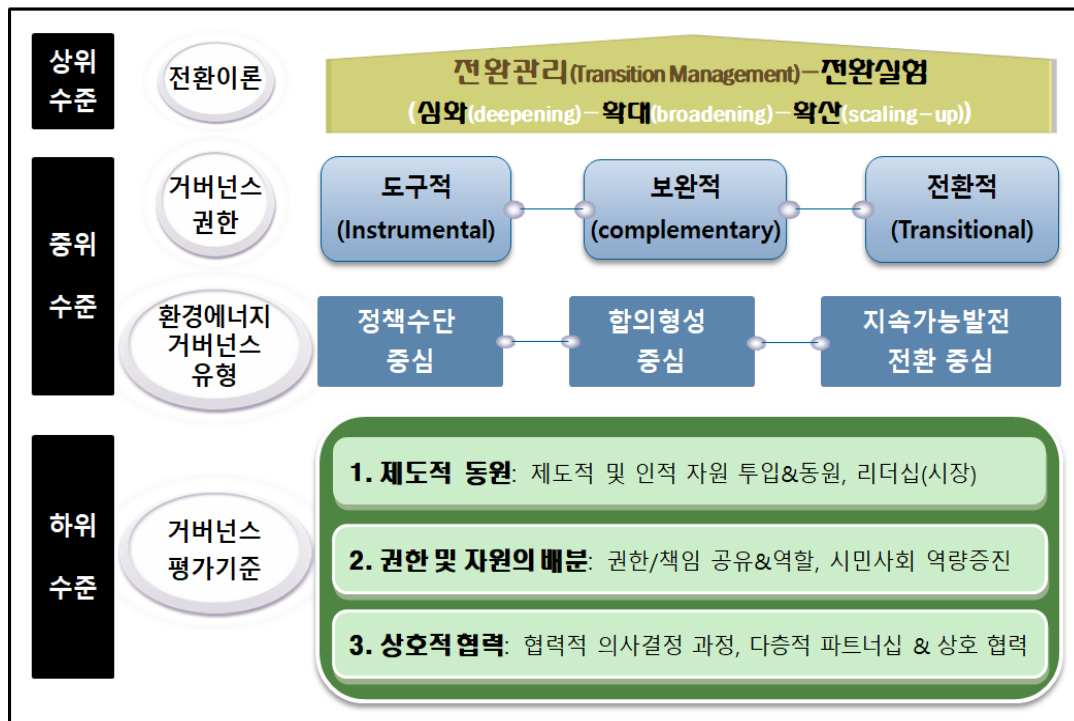 상위
수준
전환이론
전완관리(Transition Management)-전완실험
(심와(deepening)-확대(broadening)-확산(scaling-up))
중위
수준
거버넌스
권한
도구적
(Instrumental)
보완적
(complementary)
전환적
(Transitional)
환경에너지
거버넌스
유형
정책수단
중심
합의형성
중심
지속가능발전
전환 중심
하위
수준
거버넌스
평가기준
1. 제도적 동원: 제도적 및 인적 자원 투입&동원, 리더십(시장)
2. 권한 및 자원의 배분: 권한/책임 공유&역할, 시민사회 역량증진
3. 상호적 협력: 협력적 의사결정 과정, 다층적 파트너십 & 상호 협력